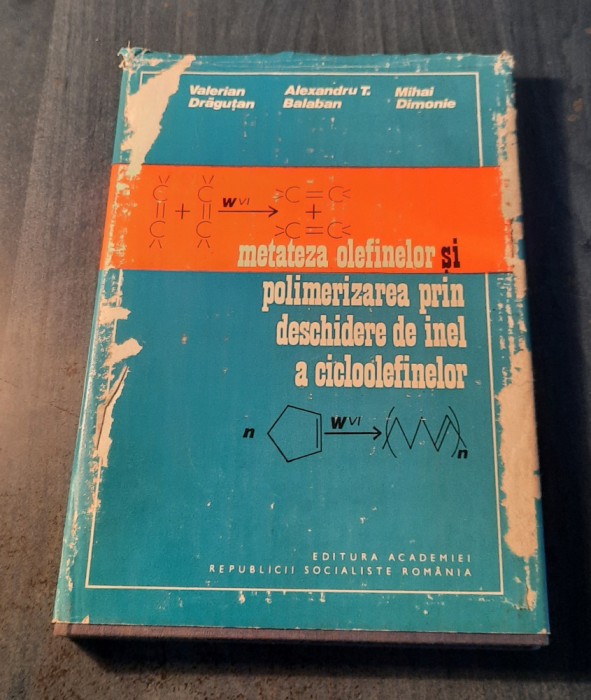 Valerian Drăguțan
Alexandru T. Balaban
Mihai Dimonie
C C >C=C<
|| + || W VI → +
C C >C=C<
metateza olefinelor și
polimerizarea prin
deschidere de inel
a cicloolefinelor
n W VI → ( )n
EDITURA ACADEMIEI
REPUBLICII SOCIALISTE ROMÂNIA